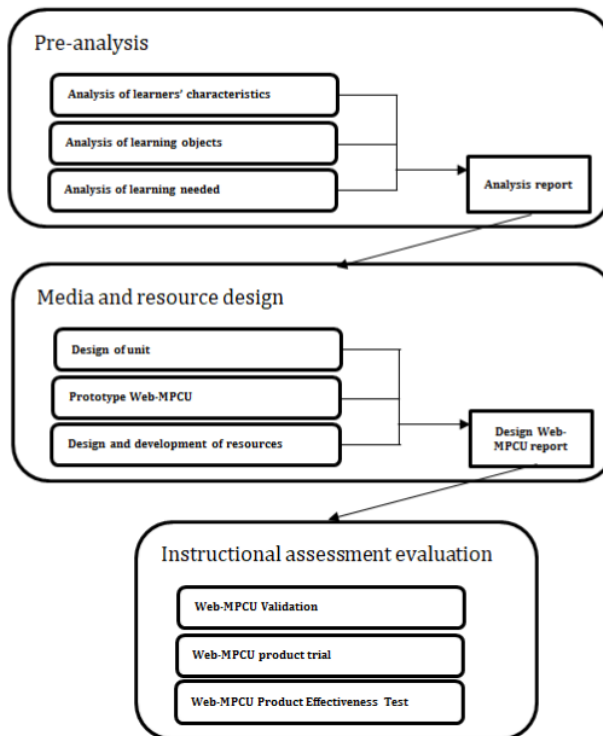 Pre-analysis
Analysis of learners' characteristics
Analysis of learning objects
Analysis of learning needed
Analysis report
Media and resource design
Design of unit
Prototype Web-MPCU
Design and development of resources
Design Web-
MPCU report
Instructional assessment evaluation
Web-MPCU Validation
Web-MPCU product trial
Web-MPCU Product Effectiveness Test